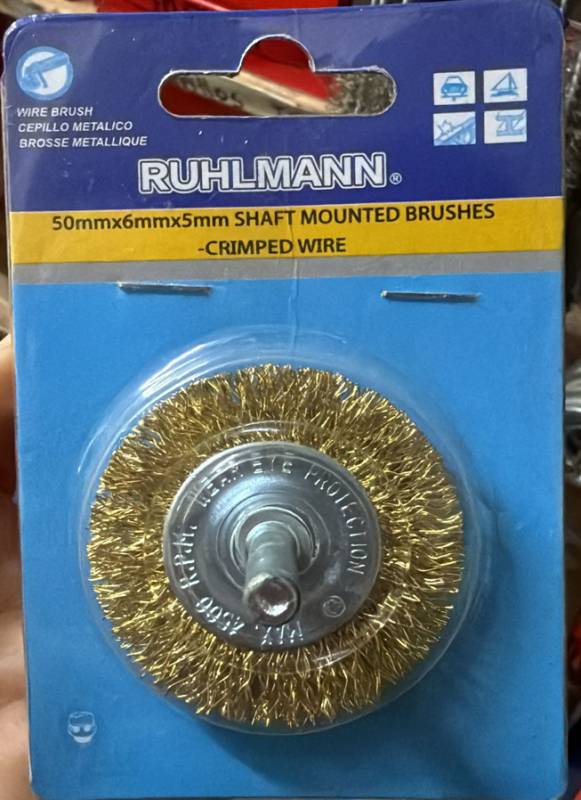 WIRE BRUSH
CEPILLO METALICO
BROSSE METALLIQUE
RUHLMANN®
50mmx6mmx5mm SHAFT MOUNTED BRUSHES
-CRIMPED WIRE
WEAR EYE PROTECTION
MAX. 4500 R.P.M.